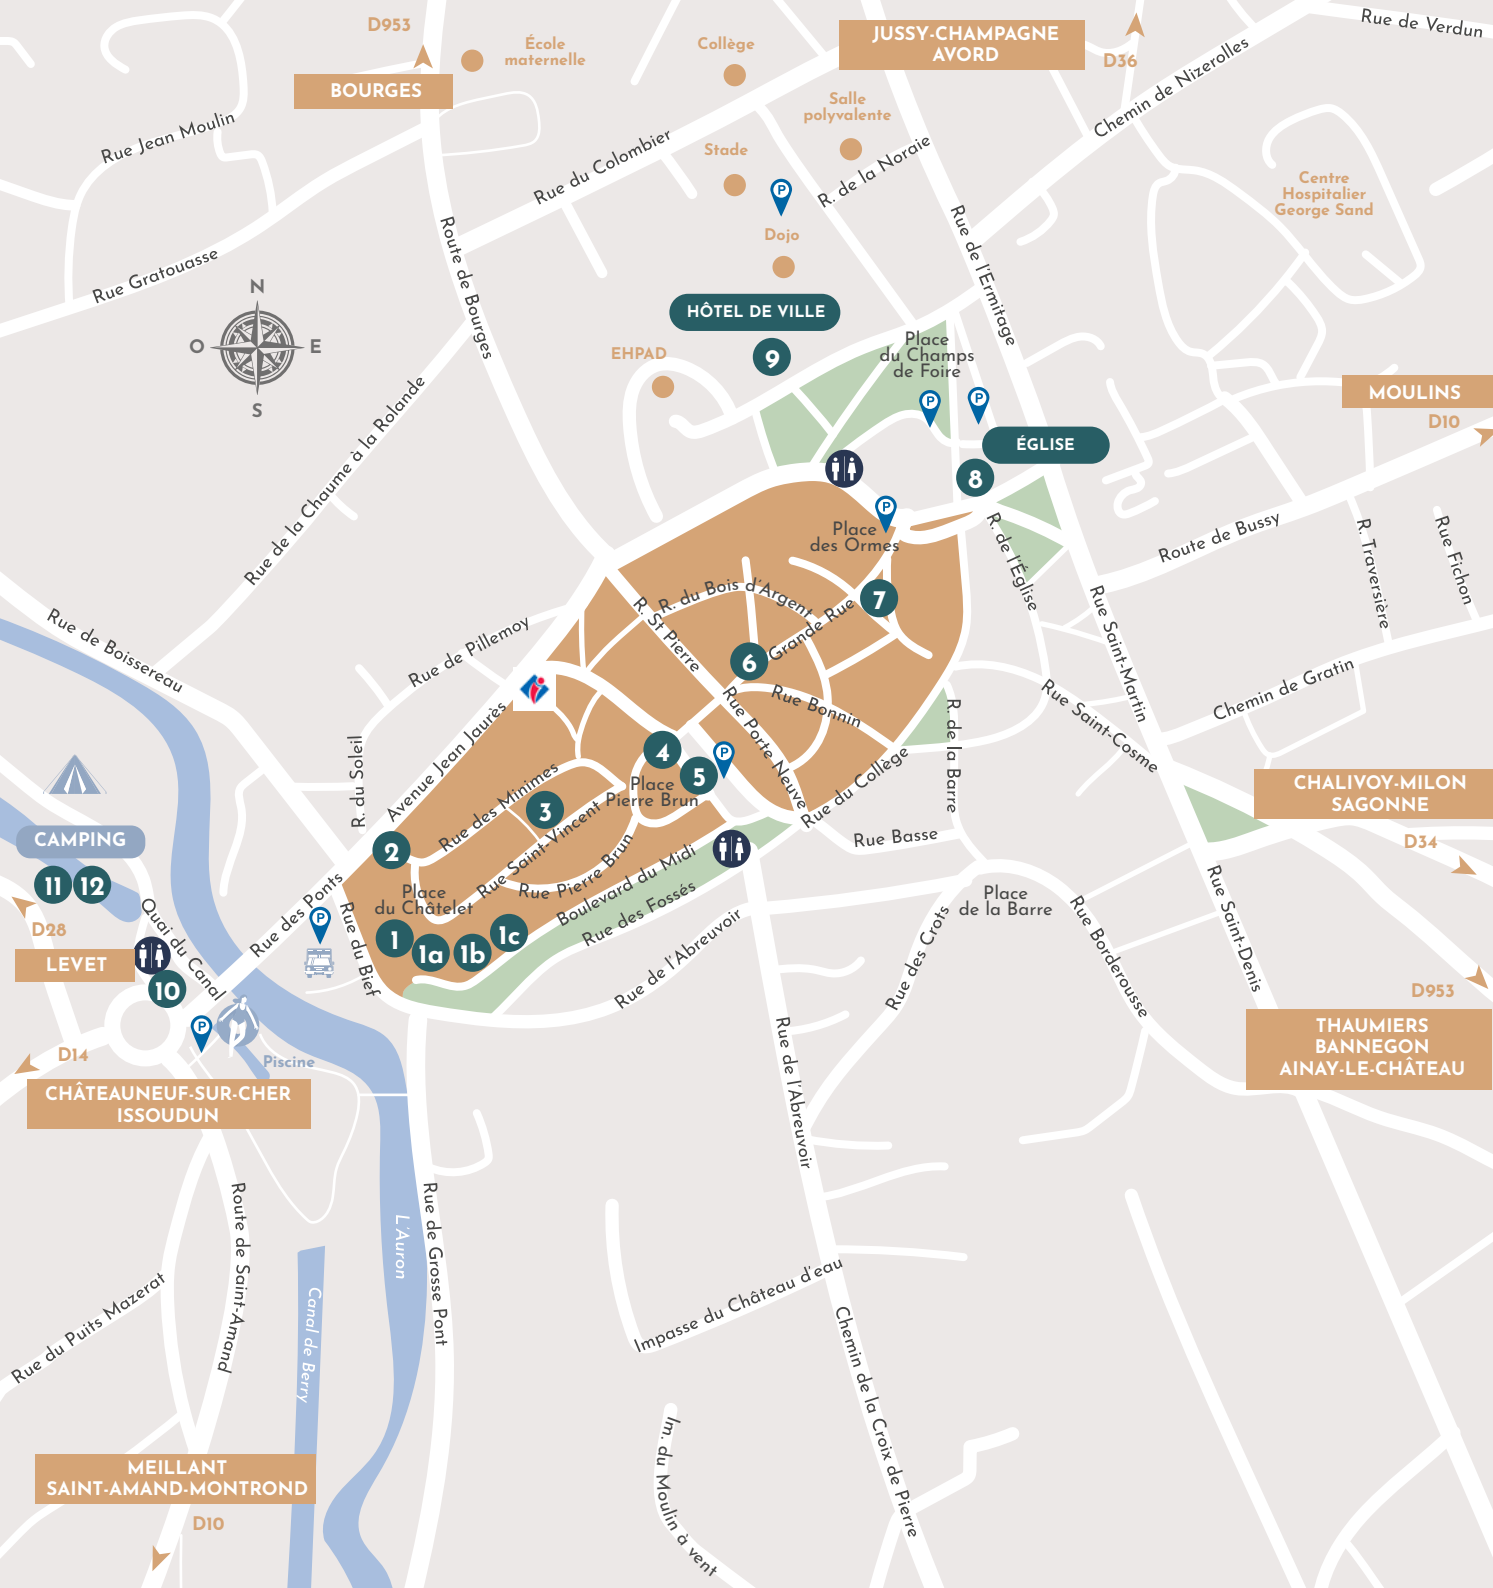 D953
BOURGES
École
maternelle
Collège
JUSSY-CHAMPAGNE
AVORD
D36
Rue de Verdun
Chemin de Nizerolles
Salle
polyvalente
Rue Jean Moulin
Rue du Colombier
Stade
P
R. de la Noraie
Centre
Hospitalier
George Sand
Dojo
Rue Gratouasse
Route de Bourges
Rue de l'Ermitage
N
O
E
S
HÔTEL DE VILLE
9
EHPAD
Place
du Champs
de Foire
P
P
MOULINS
D10
Rue de la Chaume à la Rolande
ÉGLISE
8
P
Place
des Ormes
R. de l'Église
Route de Bussy
R. Traversière
Rue Fichon
7
R. du Bois d'Argent
R. St Pierre
Grande Rue
6
Rue Saint-Martin
Rue de Boissereau
Rue de Pillemoy
Rue Bonnin
Rue Porte Neuve
R. de la Barre
Rue Saint-Cosme
Chemin de Gratin
R. du Soleil
Avenue Jean Jaurès
4
5
P
Place
Pierre Brun
Rue du Collège
CHALIVOY-MILON
SAGONNE
D34
Rue des Minimes
3
Rue Saint-Vincent
Rue Pierre Brun
2
Rue Basse
CAMPING
11
12
D28
LEVET
Quai du Canal
Rue des Ponts
P
Rue du Bief
Place
du Châtelet
1
1a
1b
1c
Boulevard du Midi
Rue des Fossés
Rue de l'Abreuvoir
Place
de la Barre
Rue des Crots
Rue Borderousse
Rue Saint-Denis
D953
THAUMIERS
BANNEGON
AINAY-LE-CHÂTEAU
10
P
D14
Piscine
CHÂTEAUNEUF-SUR-CHER
ISSOUDUN
Rue de l'Abreuvoir
Route de Saint-Amand
Rue du Puits Mazerat
Canal de Berry
L'Auron
Rue de Grosse Pont
Impasse du Château d'eau
Chemin de la Croix de Pierre
Im. du Moulin à vent
MEILLANT
SAINT-AMAND-MONTROND
D10